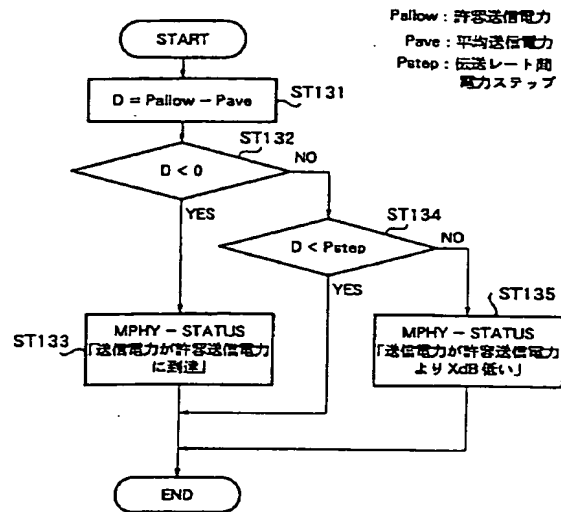 Pallow : 許容送信電力
Pave : 平均送信電力
Pstep : 伝送レート間
電力ステップ
START
ST131
D = Pallow – Pave
ST132
D < 0
NO
YES
ST134
D < Pstep
NO
YES
ST133
MPHY – STATUS
「送信電力が許容送信電力
に到達」
ST135
MPHY – STATUS
「送信電力が許容送信電力
より XdB 低い」
END